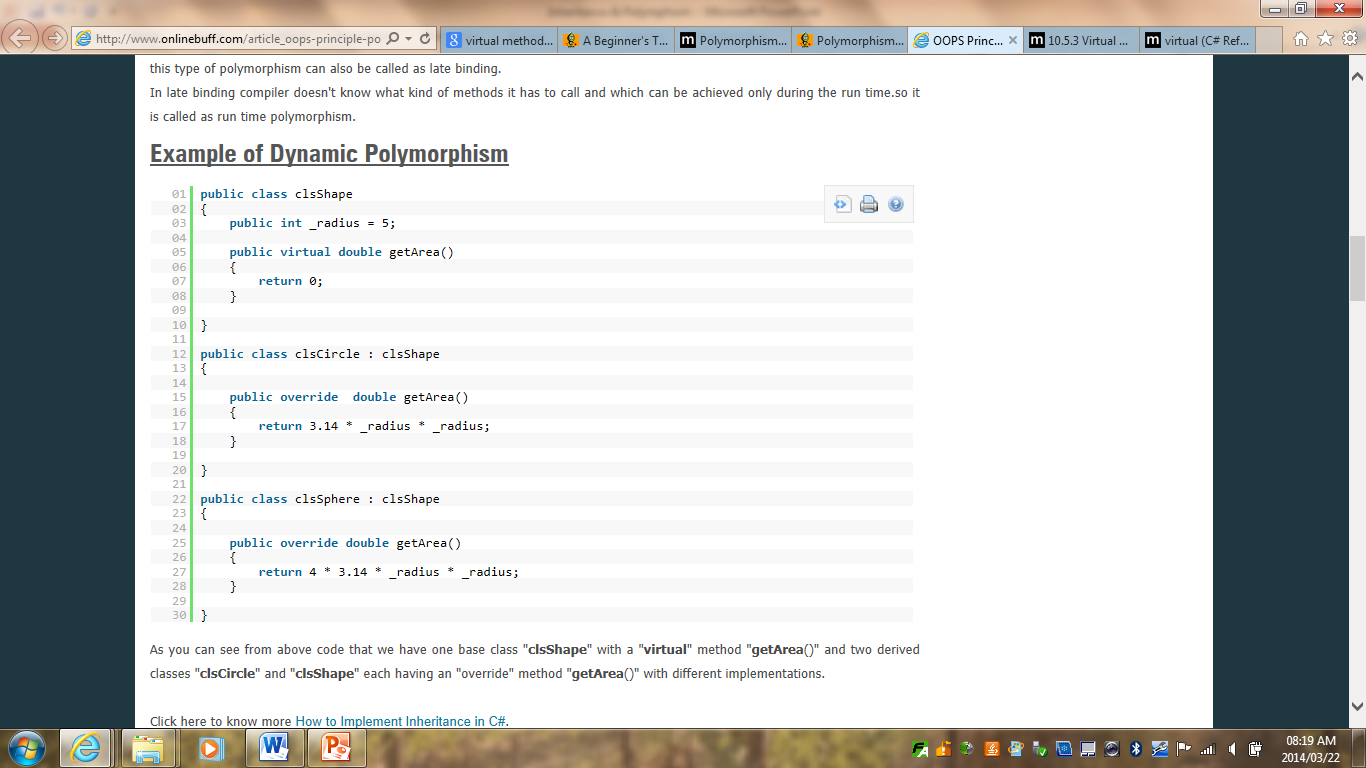 Inheritance & Polymorphism - Microsoft PowerPoint
http://www.onlinebuff.com/article_oops-principle-po
virtual method...
A Beginner's T...
Polymorphism...
Polymorphism...
OOPS Princ...
10.5.3 Virtual ...
virtual (C# Ref...
this type of polymorphism can also be called as late binding.
In late binding compiler doesn't know what kind of methods it has to call and which can be achieved only during the run time.so it
is called as run time polymorphism.
Example of Dynamic Polymorphism
01 public class clsShape
02 {
03     public int _radius = 5;
04
05     public virtual double getArea()
06     {
07         return 0;
08     }
09
10 }
11
12 public class clsCircle : clsShape
13 {
14
15     public override  double getArea()
16     {
17         return 3.14 * _radius * _radius;
18     }
19
20 }
21
22 public class clsSphere : clsShape
23 {
24
25     public override double getArea()
26     {
27         return 4 * 3.14 * _radius * _radius;
28     }
29
30 }
As you can see from above code that we have one base class "clsShape" with a "virtual" method "getArea()" and two derived
classes "clsCircle" and "clsShape" each having an "override" method "getArea()" with different implementations.
Click here to know more How to Implement Inheritance in C#.
08:19 AM
2014/03/22